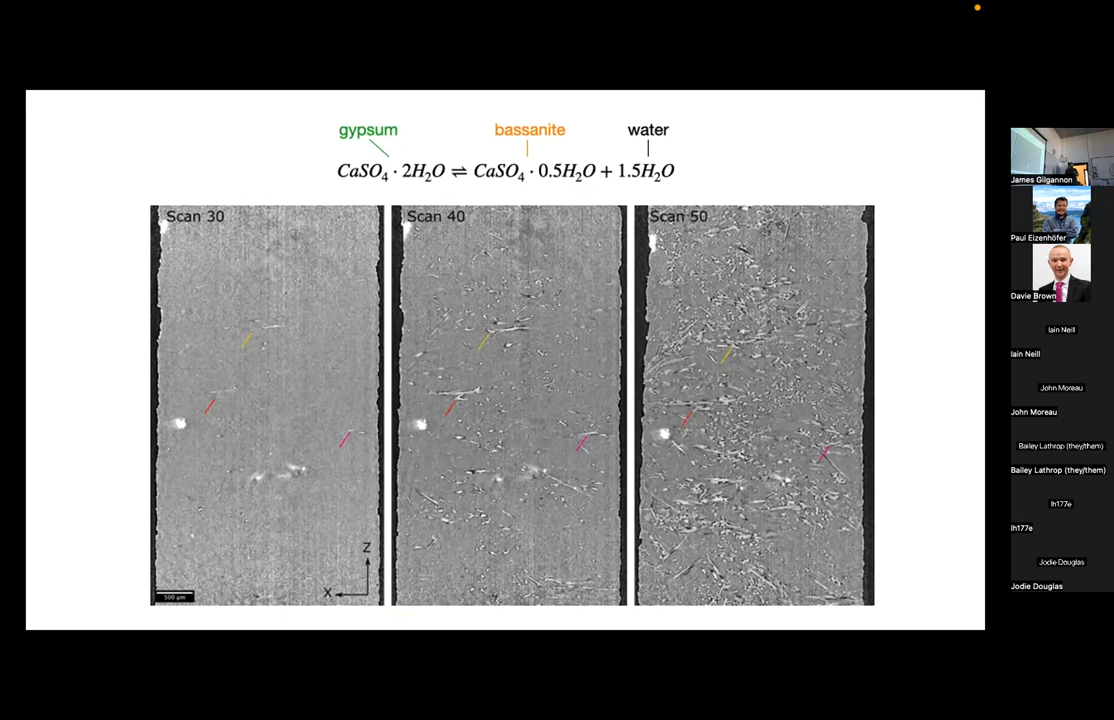 gypsum bassanite water
CaSO₄ · 2H₂O ⇌ CaSO₄ · 0.5H₂O + 1.5H₂O
Scan 30 Scan 40 Scan 50
Z
X
500 μm
James Gilgannon
Paul Eizenhöfer
Davie Brown
Iain Neill
Iain Neill
John Moreau
John Moreau
Bailey Lathrop (they/them)
Bailey Lathrop (they/them)
lh177e
lh177e
Jodie Douglas
Jodie Douglas